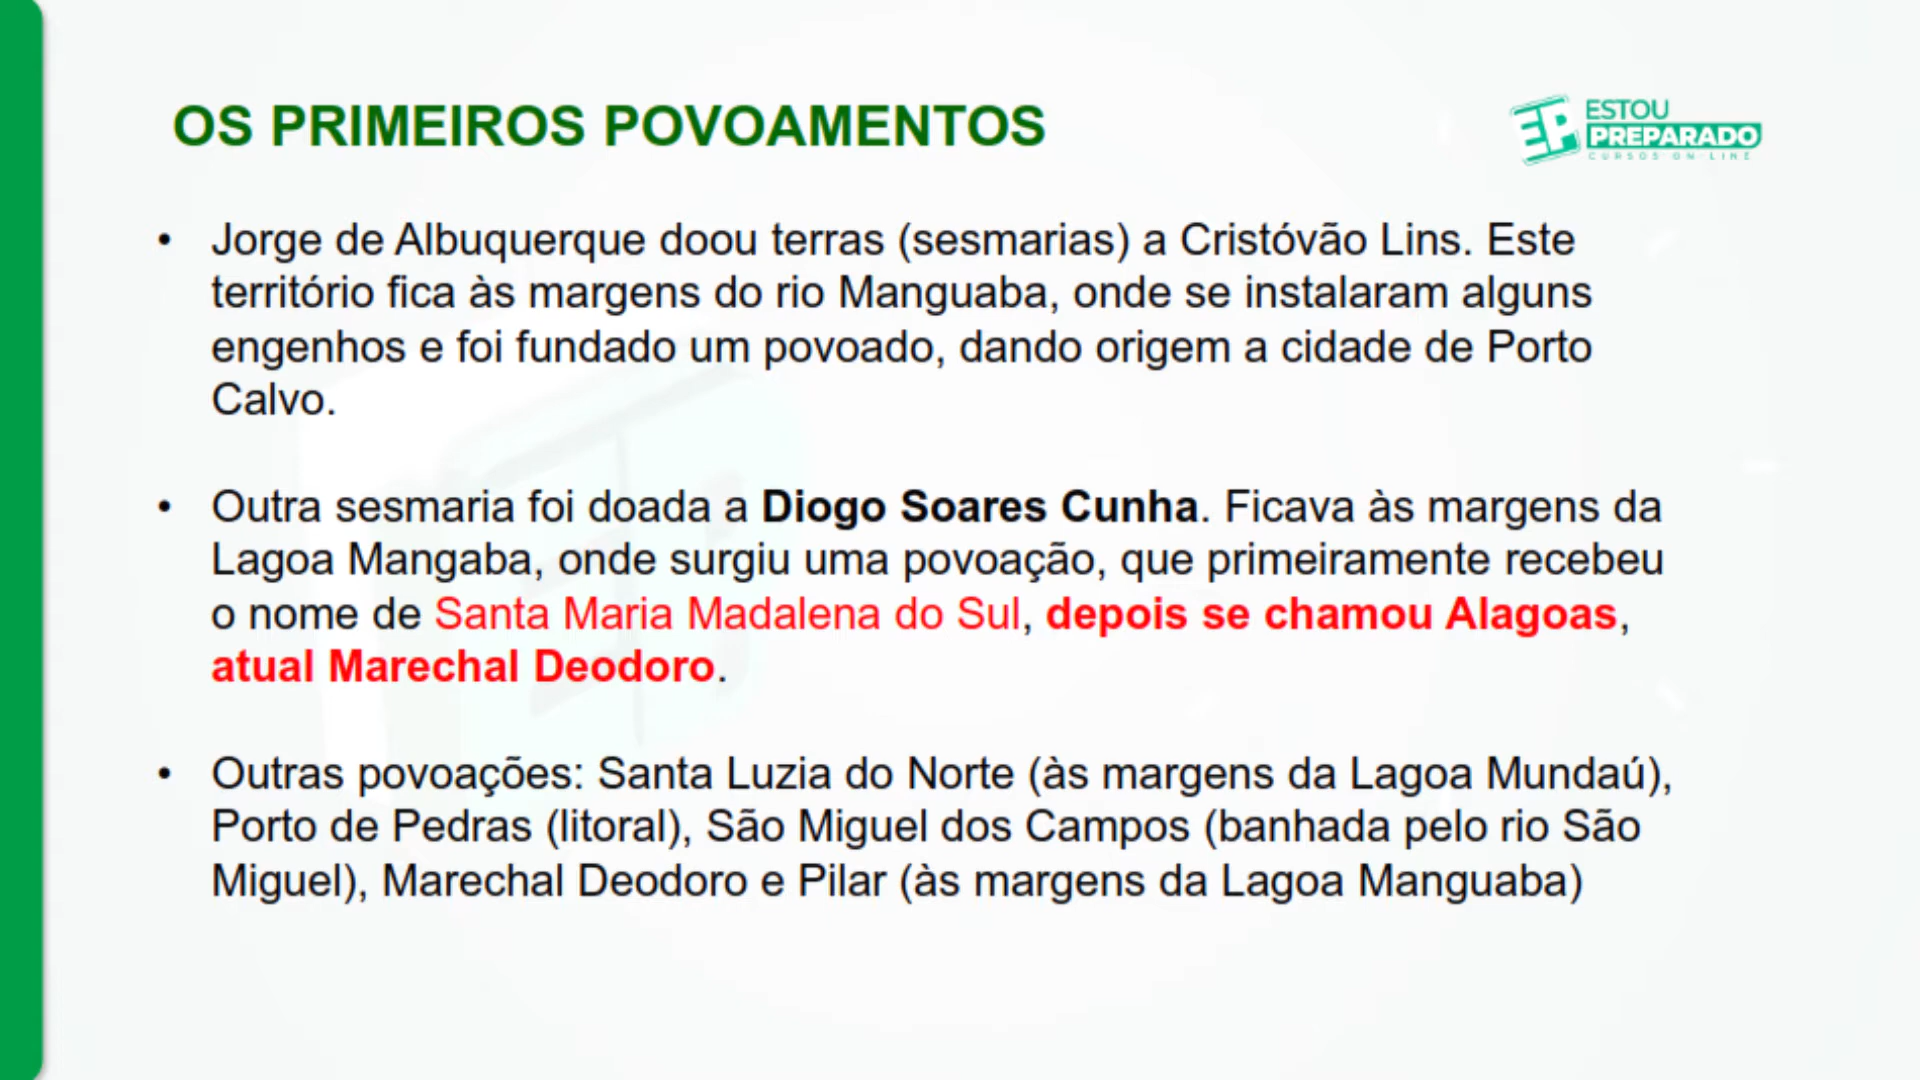 OS PRIMEIROS POVOAMENTOS
EP ESTOU
PREPARADO
CURSOS ON-LINE
• Jorge de Albuquerque doou terras (sesmarias) a Cristóvão Lins. Este
território fica às margens do rio Manguaba, onde se instalaram alguns
engenhos e foi fundado um povoado, dando origem a cidade de Porto
Calvo.
• Outra sesmaria foi doada a Diogo Soares Cunha. Ficava às margens da
Lagoa Mangaba, onde surgiu uma povoação, que primeiramente recebeu
o nome de Santa Maria Madalena do Sul, depois se chamou Alagoas,
atual Marechal Deodoro.
• Outras povoações: Santa Luzia do Norte (às margens da Lagoa Mundaú),
Porto de Pedras (litoral), São Miguel dos Campos (banhada pelo rio São
Miguel), Marechal Deodoro e Pilar (às margens da Lagoa Manguaba)